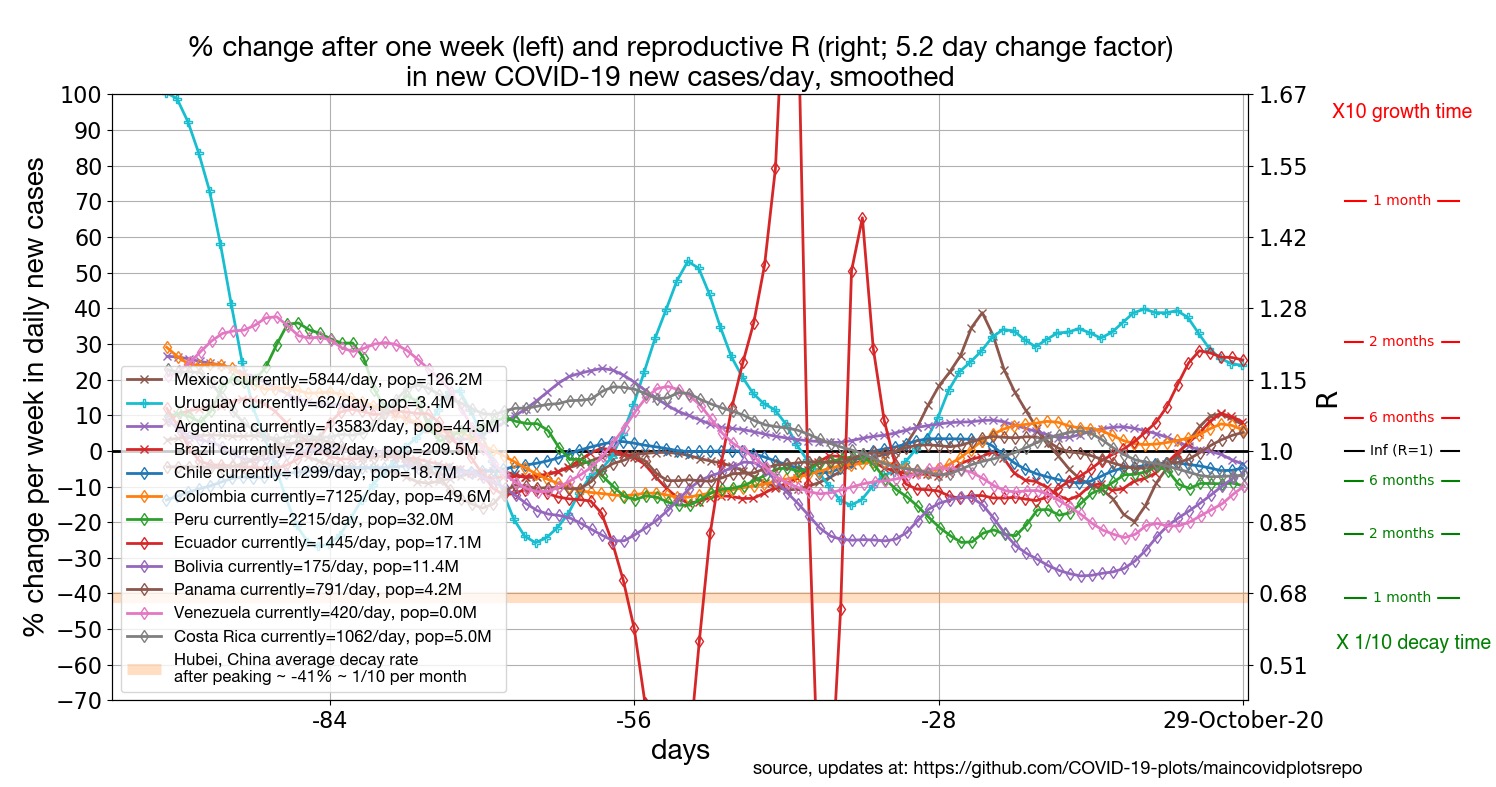 % change after one week (left) and reproductive R (right; 5.2 day change factor)
in new COVID-19 new cases/day, smoothed
% change per week in daily new cases
100
90
80
70
60
50
40
30
20
10
0
−10
−20
−30
−40
−50
−60
−70
Mexico currently=5844/day, pop=126.2M
Uruguay currently=62/day, pop=3.4M
Argentina currently=13583/day, pop=44.5M
Brazil currently=27282/day, pop=209.5M
Chile currently=1299/day, pop=18.7M
Colombia currently=7125/day, pop=49.6M
Peru currently=2215/day, pop=32.0M
Ecuador currently=1445/day, pop=17.1M
Bolivia currently=175/day, pop=11.4M
Panama currently=791/day, pop=4.2M
Venezuela currently=420/day, pop=0.0M
Costa Rica currently=1062/day, pop=5.0M
Hubei, China average decay rate
after peaking ~ -41% ~ 1/10 per month
-84
-56
-28
29-October-20
days
1.67
1.55
1.42
1.28
1.15
1.0
0.85
0.68
0.51
R
X10 growth time
1 month
2 months
6 months
Inf (R=1)
6 months
2 months
1 month
X 1/10 decay time
source, updates at: https://github.com/COVID-19-plots/maincovidplotsrepo